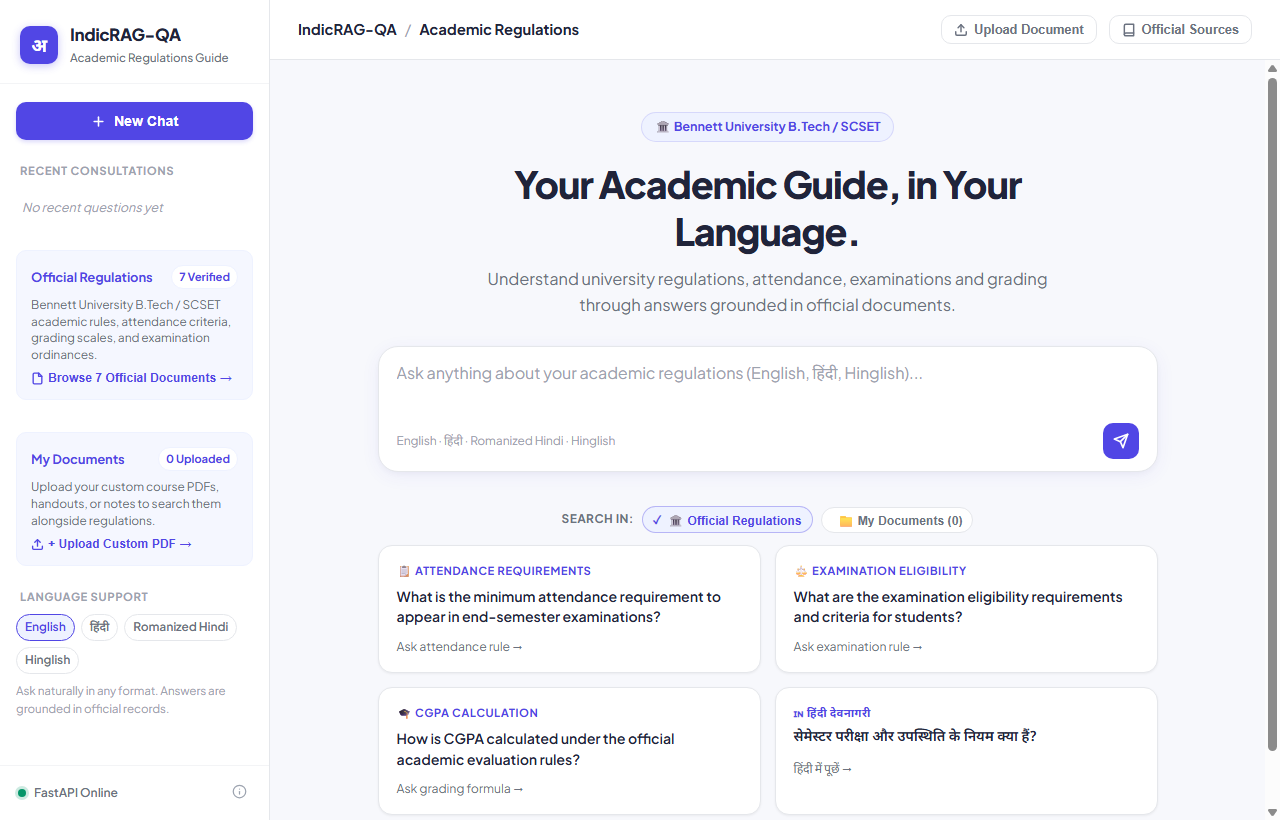 अ
IndicRAG-QA
Academic Regulations Guide
+ New Chat
RECENT CONSULTATIONS
No recent questions yet
Official Regulations
7 Verified
Bennett University B.Tech / SCSET
academic rules, attendance criteria,
grading scales, and examination
ordinances.
Browse 7 Official Documents →
My Documents
0 Uploaded
Upload your custom course PDFs,
handouts, or notes to search them
alongside regulations.
+ Upload Custom PDF →
LANGUAGE SUPPORT
English
हिंदी
Romanized Hindi
Hinglish
Ask naturally in any format. Answers are
grounded in official records.
FastAPI Online
IndicRAG-QA / Academic Regulations
Upload Document
Official Sources
Bennett University B.Tech / SCSET
Your Academic Guide, in Your
Language.
Understand university regulations, attendance, examinations and grading
through answers grounded in official documents.
Ask anything about your academic regulations (English, हिंदी, Hinglish)...
English · हिंदी · Romanized Hindi · Hinglish
SEARCH IN:
✓ Official Regulations
My Documents (0)
ATTENDANCE REQUIREMENTS
What is the minimum attendance requirement to
appear in end-semester examinations?
Ask attendance rule →
EXAMINATION ELIGIBILITY
What are the examination eligibility requirements
and criteria for students?
Ask examination rule →
CGPA CALCULATION
How is CGPA calculated under the official
academic evaluation rules?
Ask grading formula →
IN हिंदी देवनागरी
सेमेस्टर परीक्षा और उपस्थिति के नियम क्या हैं?
हिंदी में पूछें →